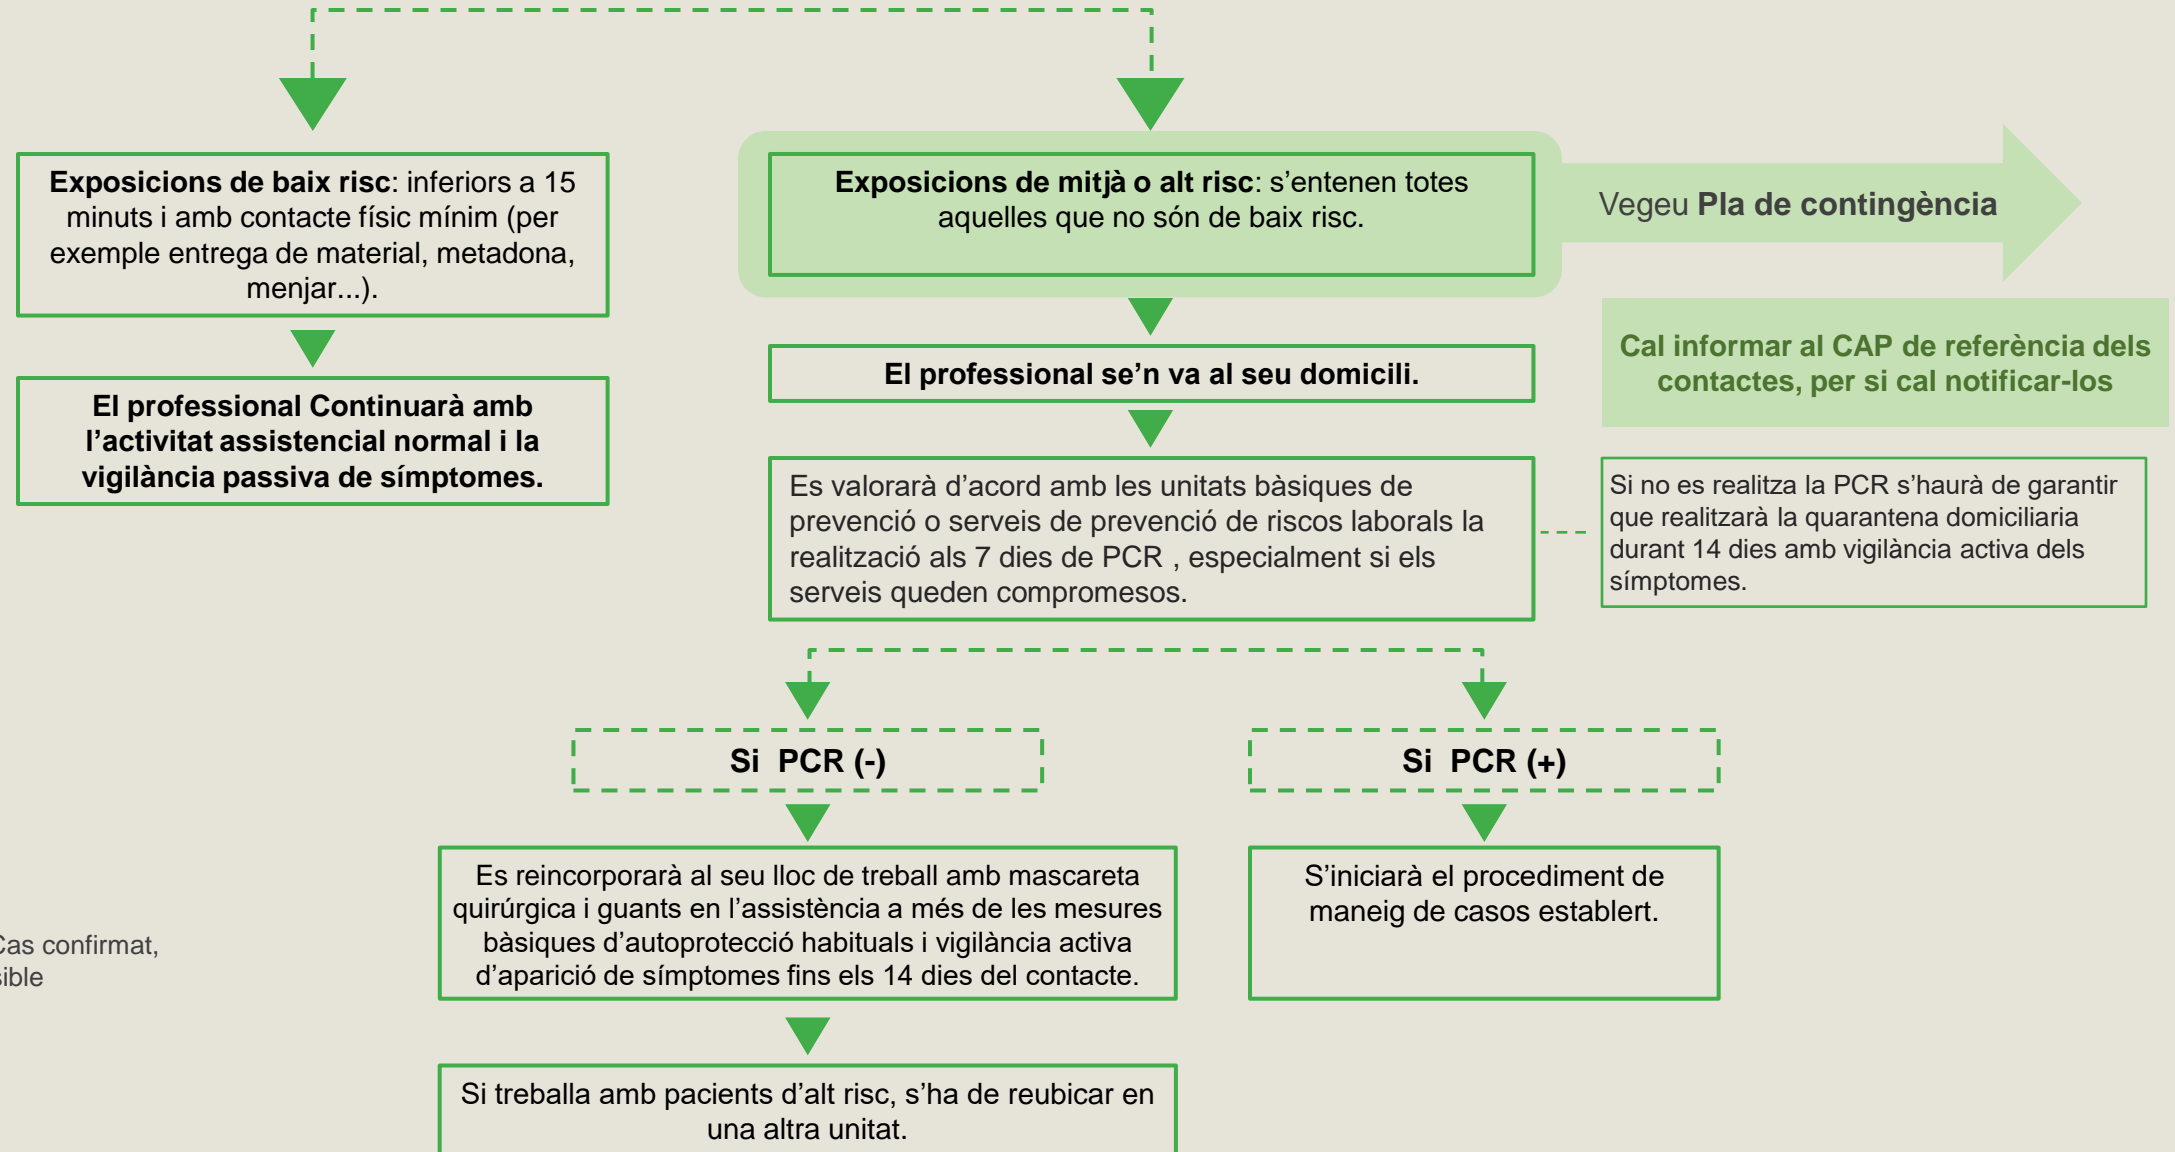 Exposicions de baix risc: inferiors a 15
minuts i amb contacte físic mínim (per
exemple entrega de material, metadona,
menjar...).
El professional Continuarà amb
l’activitat assistencial normal i la
vigilància passiva de símptomes.
Exposicions de mitjà o alt risc: s’entenen totes
aquelles que no són de baix risc.
Vegeu Pla de contingència
El professional se’n va al seu domicili.
Cal informar al CAP de referència dels
contactes, per si cal notificar-los
Es valorarà d’acord amb les unitats bàsiques de
prevenció o serveis de prevenció de riscos laborals la
realització als 7 dies de PCR , especialment si els
serveis queden compromesos.
Si no es realitza la PCR s’haurà de garantir
que realitzarà la quarantena domiciliaria
durant 14 dies amb vigilància activa dels
símptomes.
Si PCR (-)
Es reincorporarà al seu lloc de treball amb mascareta
quirúrgica i guants en l’assistència a més de les mesures
bàsiques d’autoprotecció habituals i vigilància activa
d’aparició de símptomes fins els 14 dies del contacte.
Si treballa amb pacients d’alt risc, s’ha de reubicar en
una altra unitat.
Si PCR (+)
S’iniciarà el procediment de
maneig de casos establert.
Cas confirmat,
sible